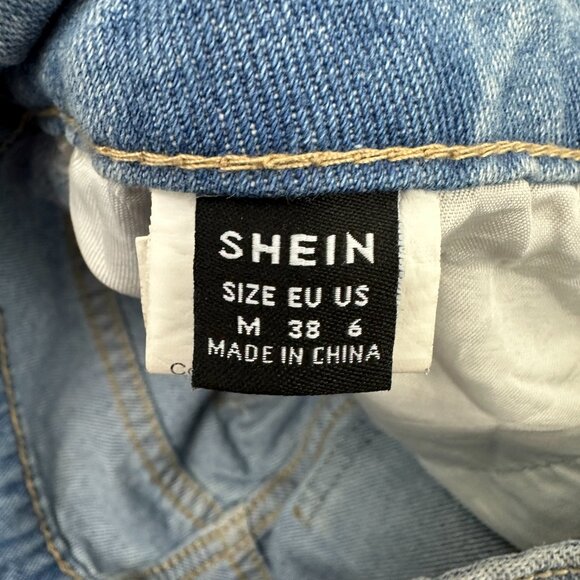 SHEIN
SIZE EU US
M 38 6
MADE IN CHINA